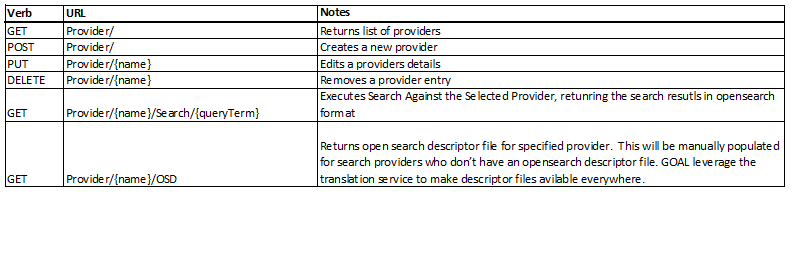 Verb URL Notes
GET Provider/ Returns list of providers
POST Provider/ Creates a new provider
PUT Provider/{name} Edits a providers details
DELETE Provider/{name} Removes a provider entry
Executes Search Against the Selected Provider, retunring the search resutls in opensearch
GET Provider/{name}/Search/{queryTerm} format
Returns open search descriptor file for specified provider. This will be manually populated
for search providers who don't have an opensearch descriptor file. GOAL leverage the
GET Provider/{name}/OSD translation service to make descriptor files avilable everywhere.